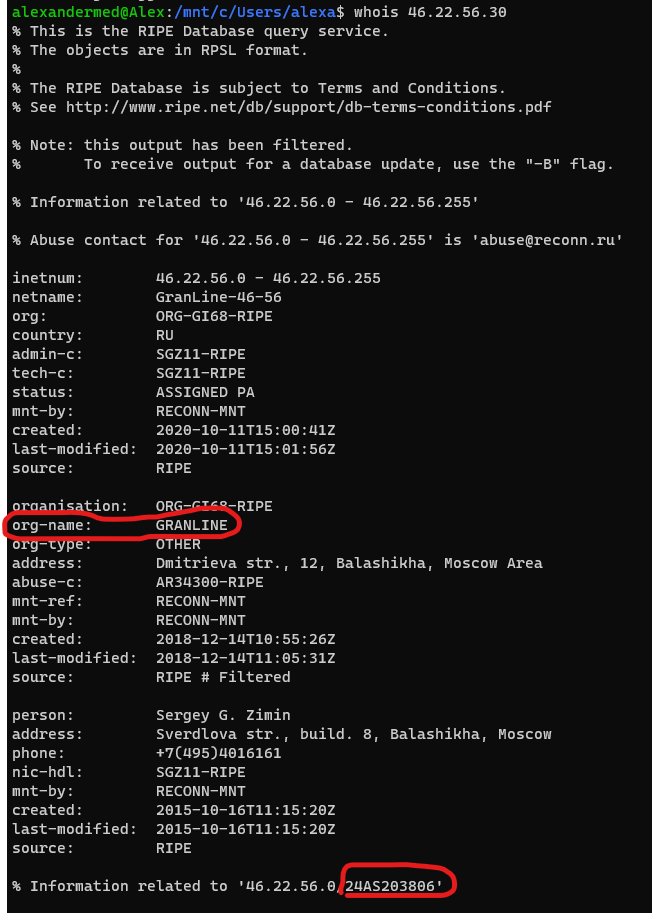 alexandermed@Alex:/mnt/c/Users/alexa$ whois 46.22.56.30
% This is the RIPE Database query service.
% The objects are in RPSL format.
%
% The RIPE Database is subject to Terms and Conditions.
% See http://www.ripe.net/db/support/db-terms-conditions.pdf
% Note: this output has been filtered.
%       To receive output for a database update, use the "-B" flag.
% Information related to '46.22.56.0 - 46.22.56.255'
% Abuse contact for '46.22.56.0 - 46.22.56.255' is 'abuse@reconn.ru'
inetnum:        46.22.56.0 - 46.22.56.255
netname:        GranLine-46-56
org:            ORG-GI68-RIPE
country:        RU
admin-c:        SGZ11-RIPE
tech-c:         SGZ11-RIPE
status:         ASSIGNED PA
mnt-by:         RECONN-MNT
created:        2020-10-11T15:00:41Z
last-modified:  2020-10-11T15:01:56Z
source:         RIPE
organisation:   ORG-GI68-RIPE
org-name:       GRANLINE
org-type:       OTHER
address:        Dmitrieva str., 12, Balashikha, Moscow Area
abuse-c:        AR34300-RIPE
mnt-ref:        RECONN-MNT
mnt-by:         RECONN-MNT
created:        2018-12-14T10:55:26Z
last-modified:  2018-12-14T11:05:31Z
source:         RIPE # Filtered
person:         Sergey G. Zimin
address:        Sverdlova str., build. 8, Balashikha, Moscow
phone:          +7(495)4016161
nic-hdl:        SGZ11-RIPE
mnt-by:         RECONN-MNT
created:        2015-10-16T11:15:20Z
last-modified:  2015-10-16T11:15:20Z
source:         RIPE
% Information related to '46.22.56.0/24AS203806'